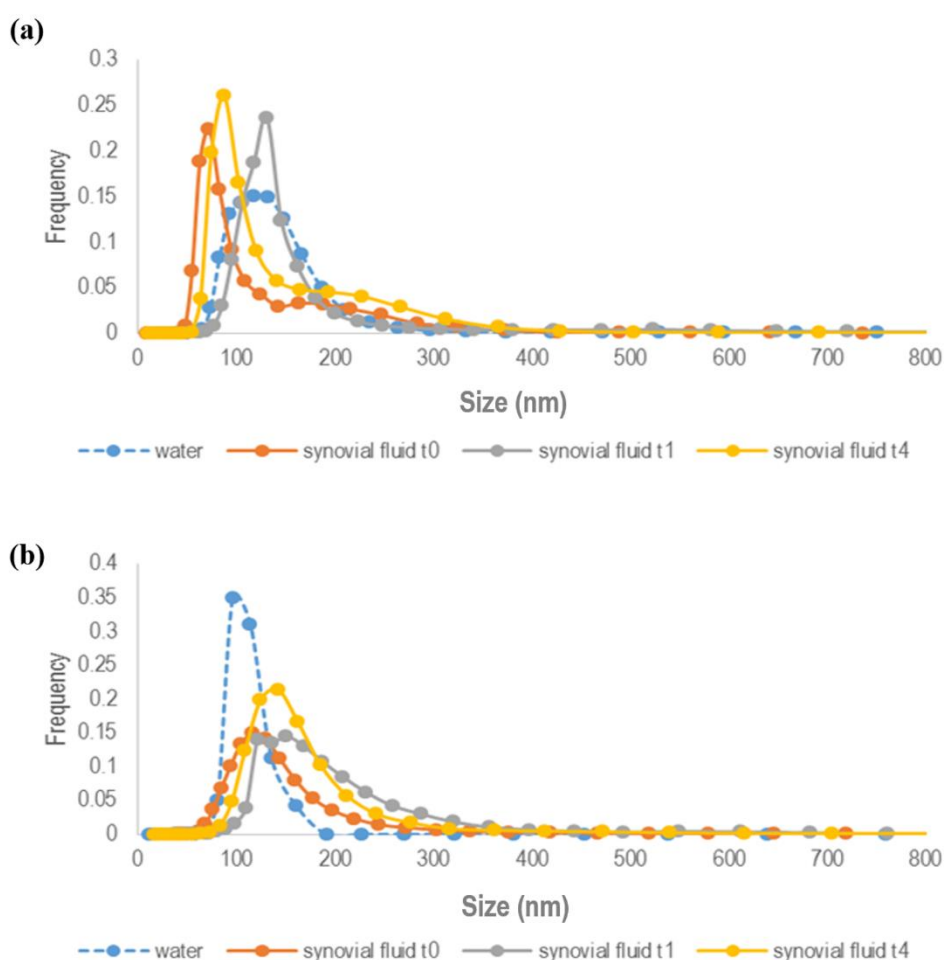 (a)
0.3
0.25
0.2
0.15
0.1
0.05
0
Frequency
0 100 200 300 400 500 600 700 800
Size (nm)
water synovial fluid t0 synovial fluid t1 synovial fluid t4
(b)
0.4
0.35
0.3
0.25
0.2
0.15
0.1
0.05
0
Frequency
0 100 200 300 400 500 600 700 800
Size (nm)
water synovial fluid t0 synovial fluid t1 synovial fluid t4